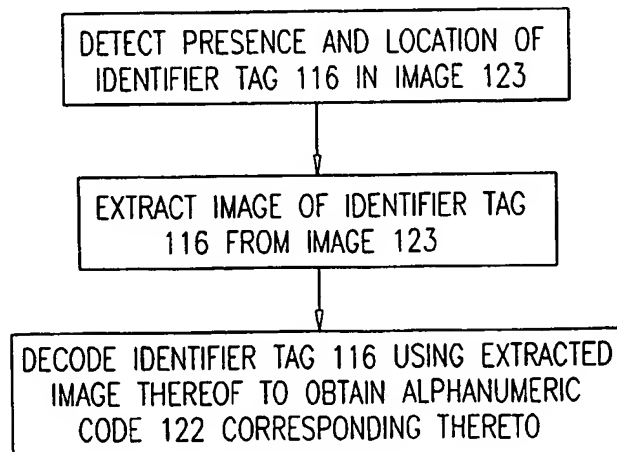 DETECT PRESENCE AND LOCATION OF
IDENTIFIER TAG 116 IN IMAGE 123
EXTRACT IMAGE OF IDENTIFIER TAG
116 FROM IMAGE 123
DECODE IDENTIFIER TAG 116 USING EXTRACTED
IMAGE THEREOF TO OBTAIN ALPHANUMERIC
CODE 122 CORRESPONDING THERETO